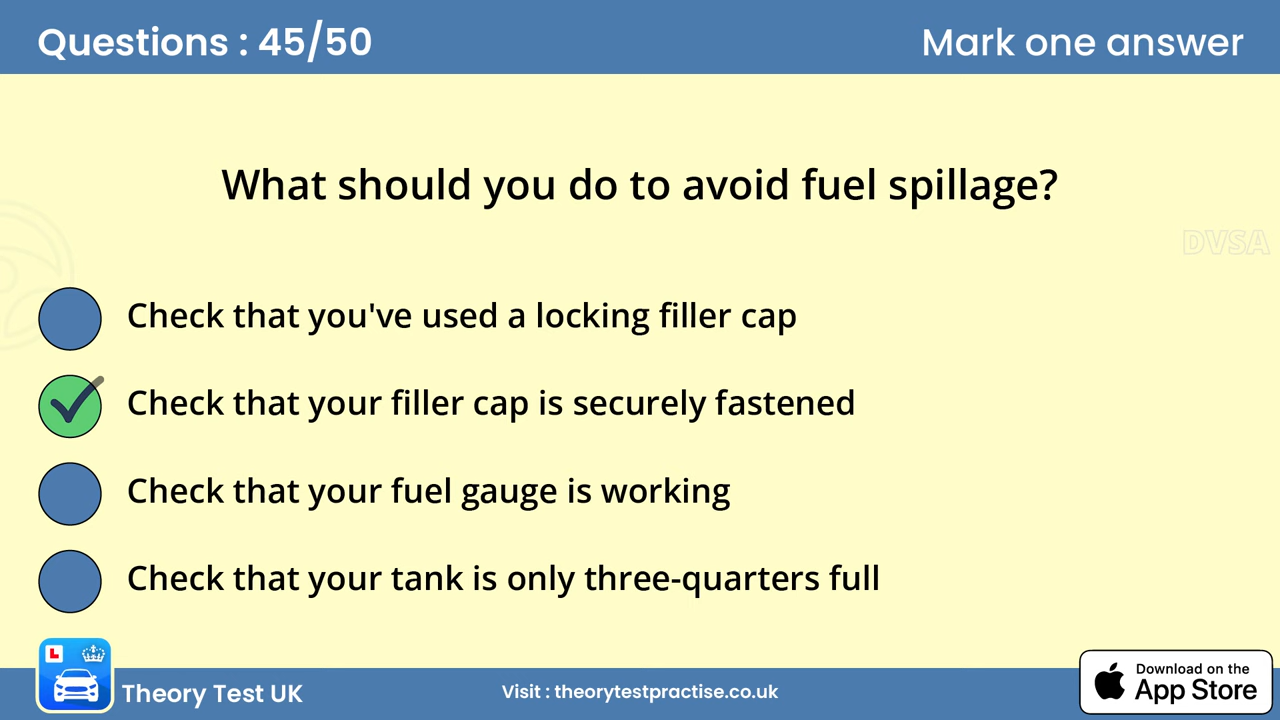 Questions : 45/50
Mark one answer
What should you do to avoid fuel spillage?
DVSA
Check that you've used a locking filler cap
Check that your filler cap is securely fastened
Check that your fuel gauge is working
Check that your tank is only three-quarters full
L
Theory Test UK
Visit : theorytestpractise.co.uk
Download on the
App Store